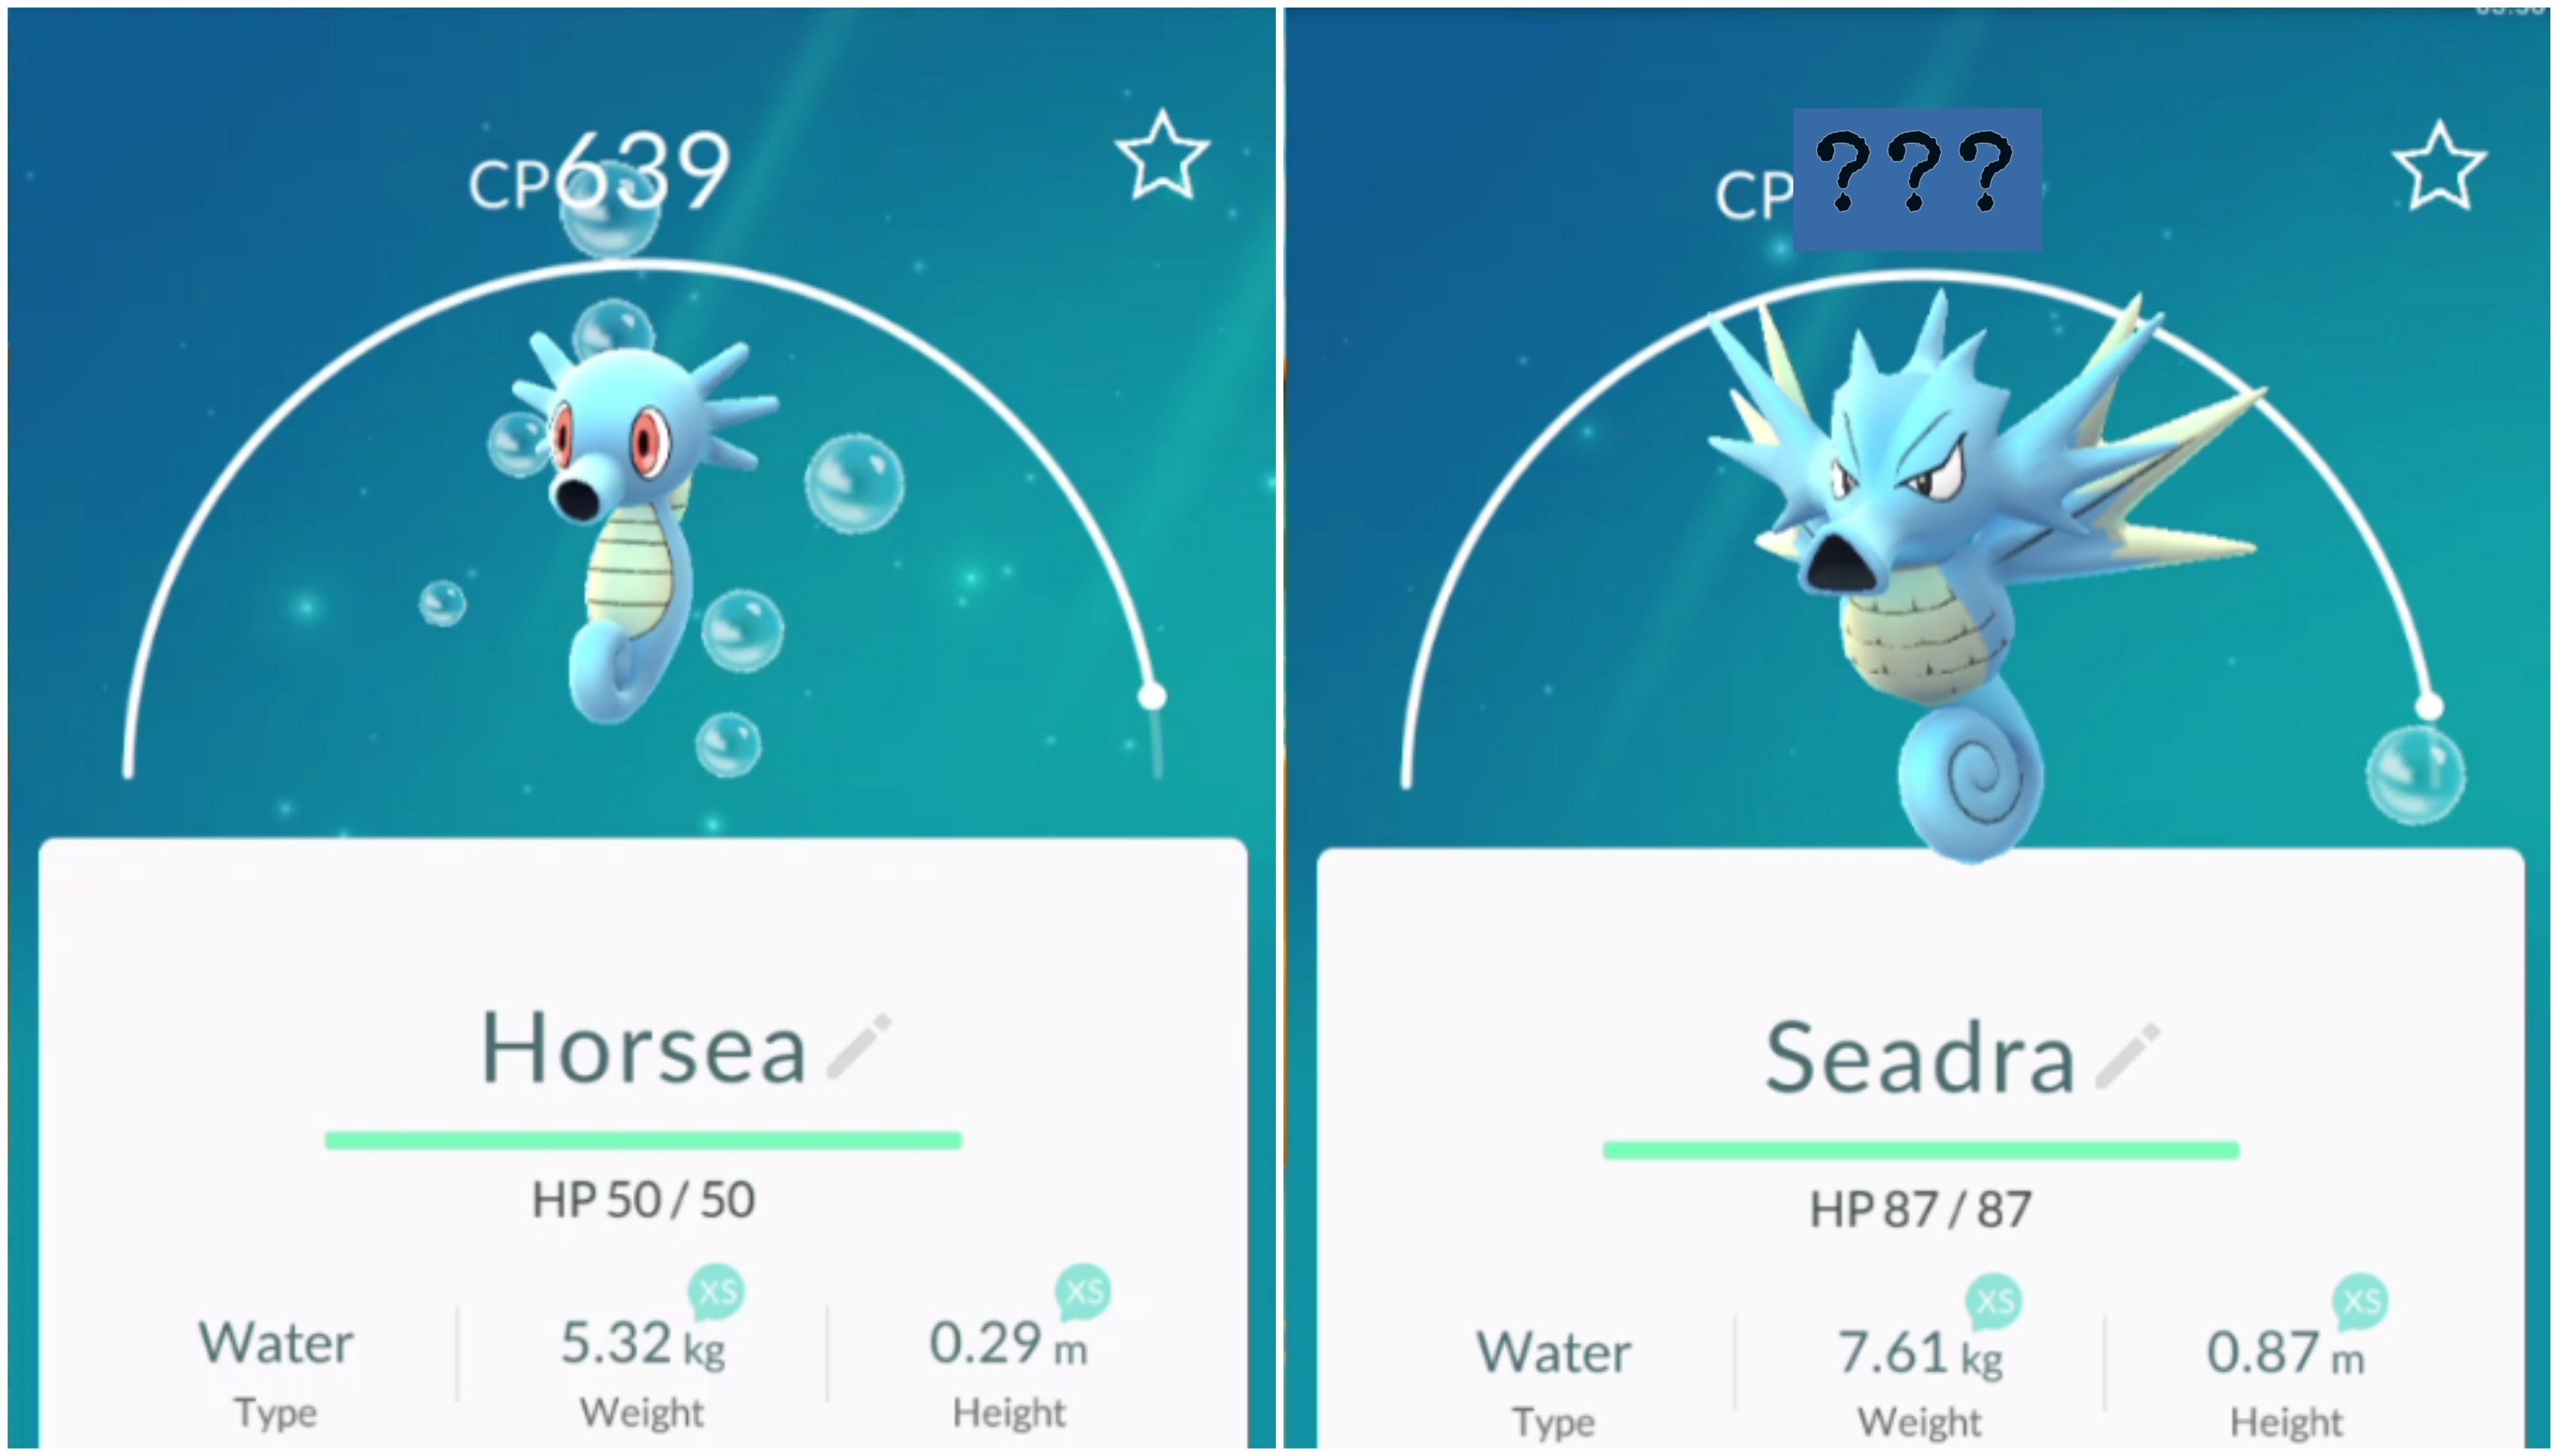 CP639
Horsea
HP 50 / 50
XS
XS
Water
5.32 kg
0.29 m
Type
Weight
Height
CP ???
Seadra
HP 87 / 87
XS
XS
Water
7.61 kg
0.87 m
Type
Weight
Height